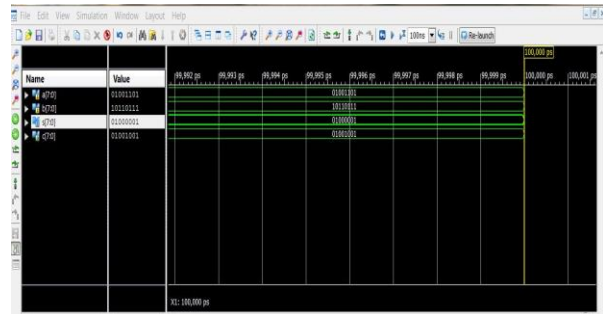 File Edit View Simulation Window Layout Help
100ns Re-launch
100,000 ps
Name Value 99,992 ps 99,993 ps 99,994 ps 99,995 ps 99,996 ps 99,997 ps 99,998 ps 99,999 ps 100,000 ps 100,001 ps
a[7:0] 01001101 01001101
b[7:0] 10110111
s[7:0] 01000001 01000001
c[7:0] 01001001 01001001
X1: 100,000 ps